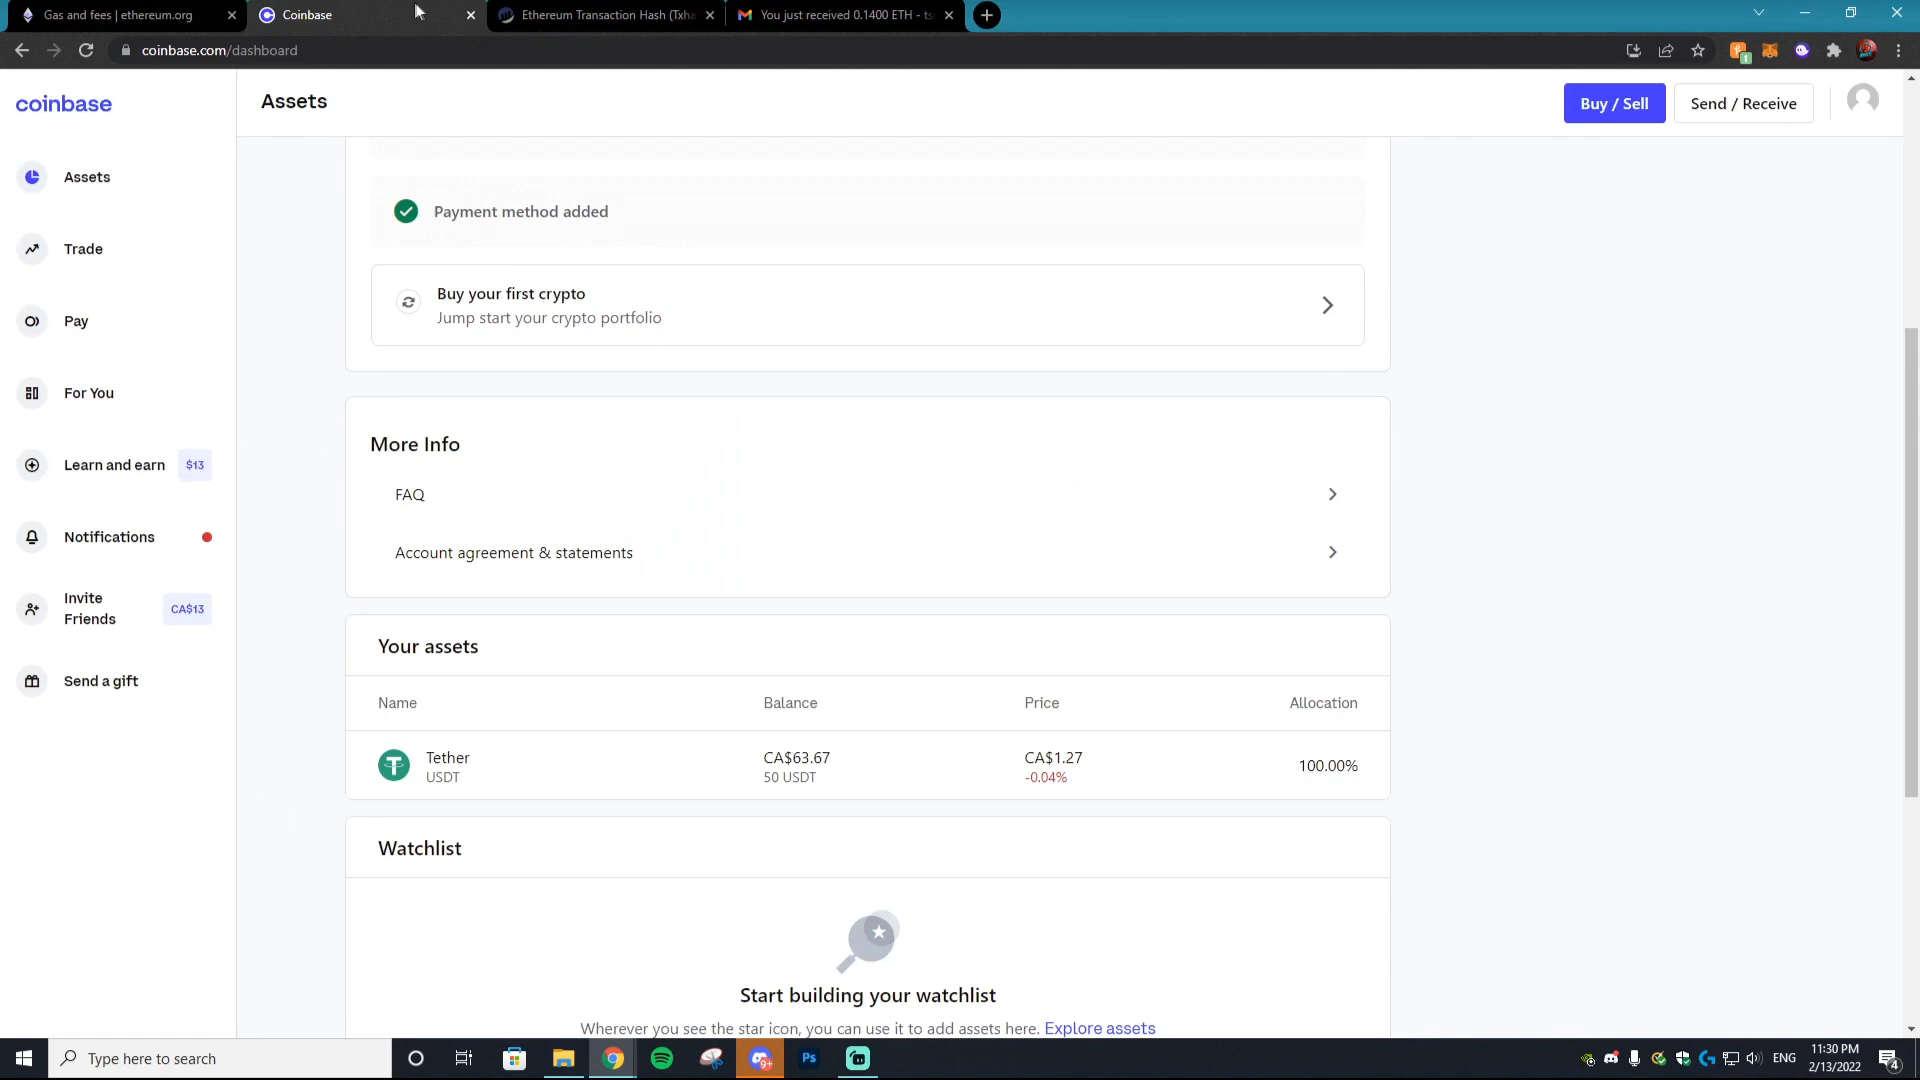 Gas and fees | ethereum.org
Coinbase
Ethereum Transaction Hash (Txha
You just received 0.1400 ETH - ts
coinbase.com/dashboard
1
coinbase
Assets
Buy / Sell
Send / Receive
Assets
Trade
Pay
For You
Learn and earn $13
Notifications
Invite
Friends
CA$13
Send a gift
Payment method added
Buy your first crypto
Jump start your crypto portfolio
More Info
FAQ
Account agreement & statements
Your assets
Name Balance Price Allocation
Tether CA$63.67 CA$1.27 100.00%
USDT 50 USDT -0.04%
Watchlist
Start building your watchlist
Wherever you see the star icon, you can use it to add assets here. Explore assets
Type here to search
9+
Ps
ENG
11:30 PM
2/13/2022
4